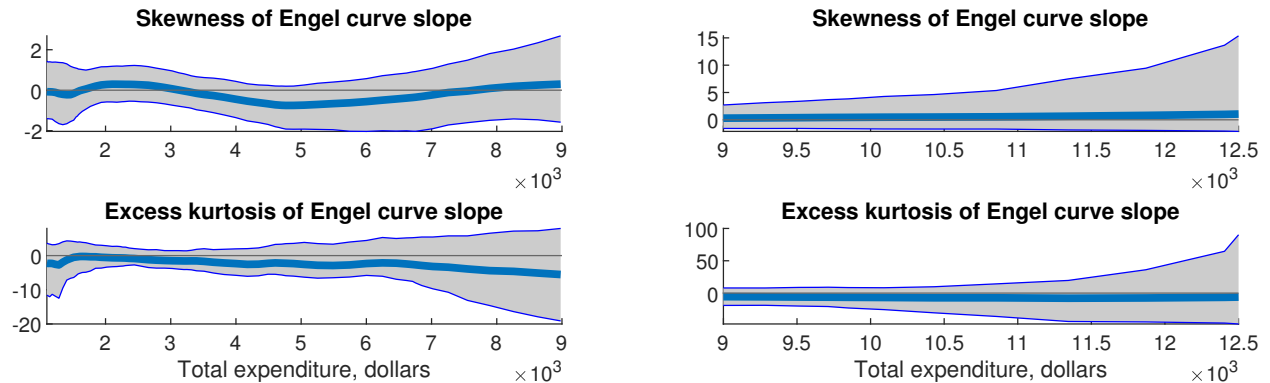 Skewness of Engel curve slope
2
0
-2
2 3 4 5 6 7 8 9
×10³
Skewness of Engel curve slope
15
10
5
0
9 9.5 10 10.5 11 11.5 12 12.5
×10³
Excess kurtosis of Engel curve slope
0
-10
-20
2 3 4 5 6 7 8 9
Total expenditure, dollars ×10³
Excess kurtosis of Engel curve slope
100
50
0
9 9.5 10 10.5 11 11.5 12 12.5
Total expenditure, dollars ×10³